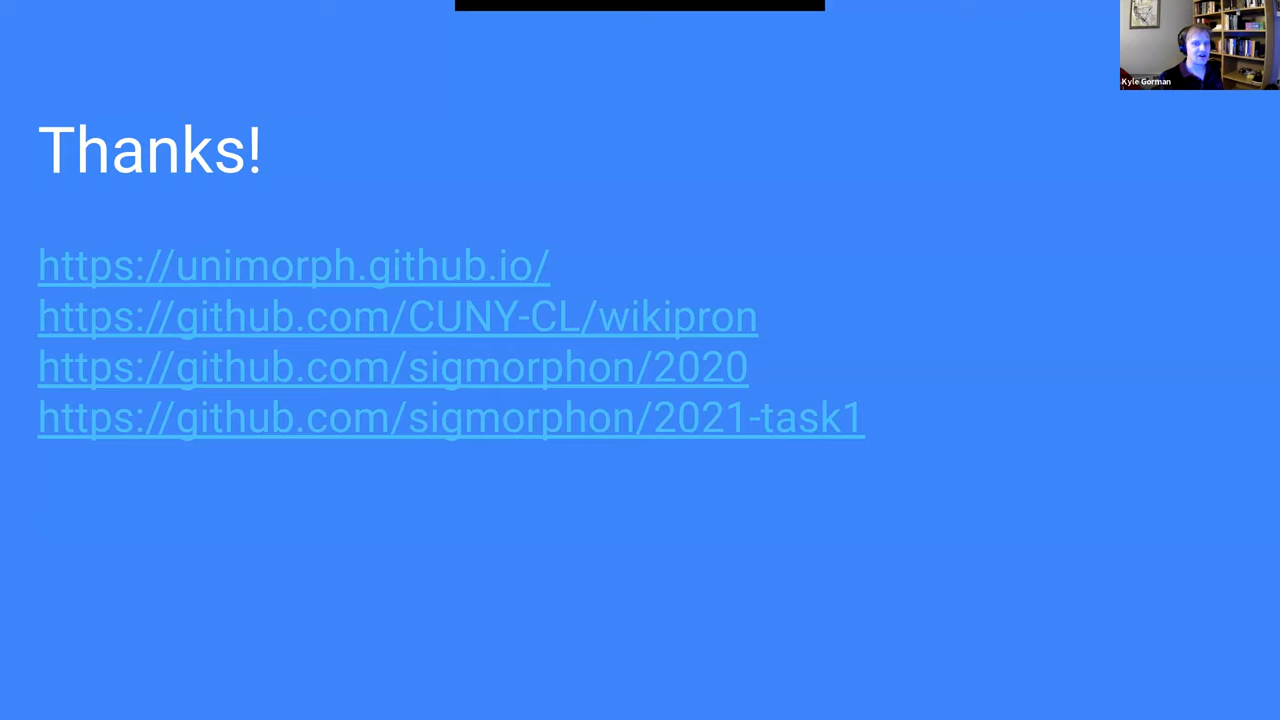 Kyle Gorman
Thanks!
https://unimorph.github.io/
https://github.com/CUNY-CL/wikipron
https://github.com/sigmorphon/2020
https://github.com/sigmorphon/2021-task1